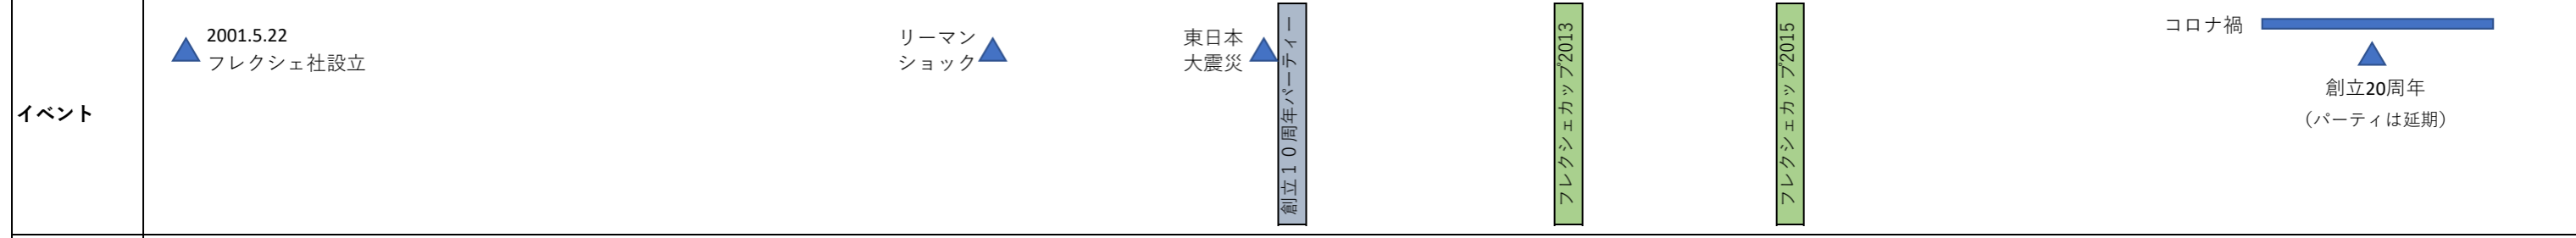 イベント
2001.5.22
フレクシェ社設立
リーマン
ショック
東日本
大震災
創立１０周年パーティー
フレクシェカップ2013
フレクシェカップ2015
コロナ禍
創立20周年
（パーティは延期）